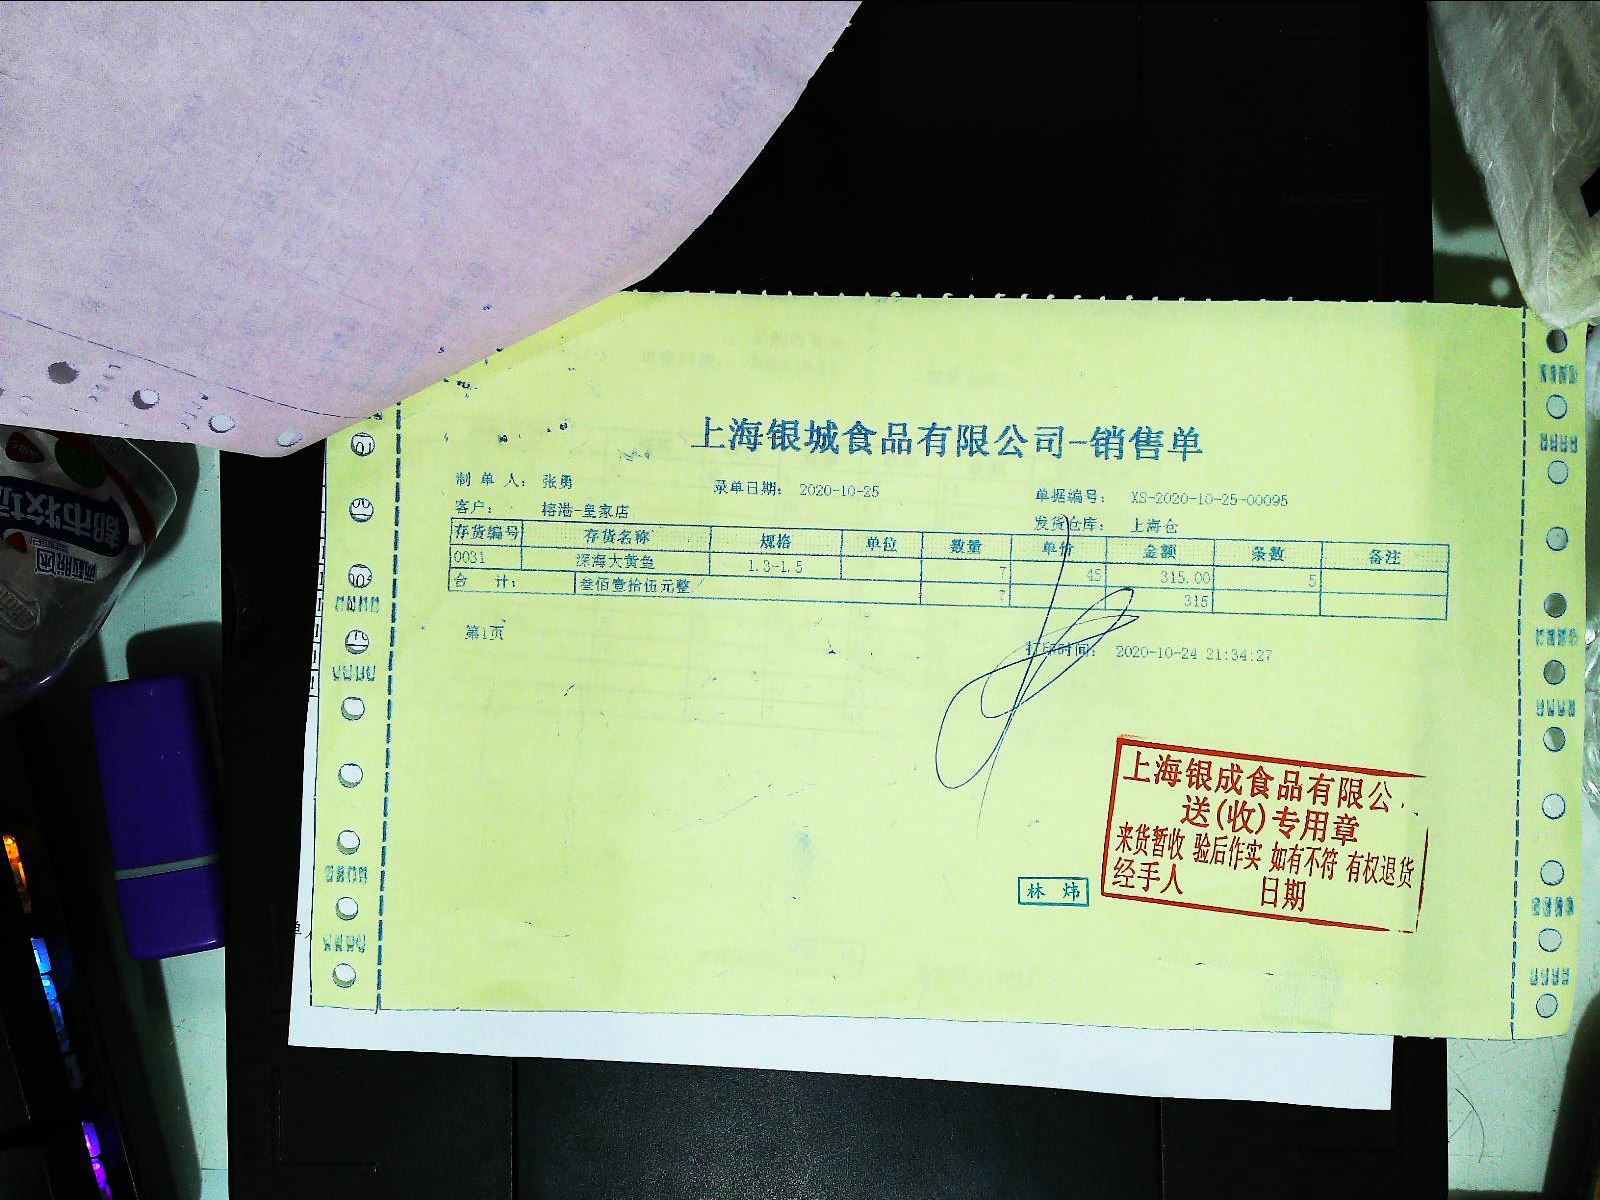 上海银城食品有限公司-销售单
制 单 人： 张勇 录单日期： 2020-10-25 单据编号： XS-2020-10-25-00095
客户： 榕港-皇家店 发货仓库： 上海仓
存货编号 存货名称 规格 单位 数量 单价 金额 条数 备注
0031 深海大黄鱼 1.3-1.5 7 45 315.00 5
合 计： 叁佰壹拾伍元整 7 315
第1页 打印时间： 2020-10-24 21:34:27
上海银成食品有限公
送(收)专用章
来货暂收 验后作实 如有不符 有权退货
经手人 日期
林 炜
都市牧场